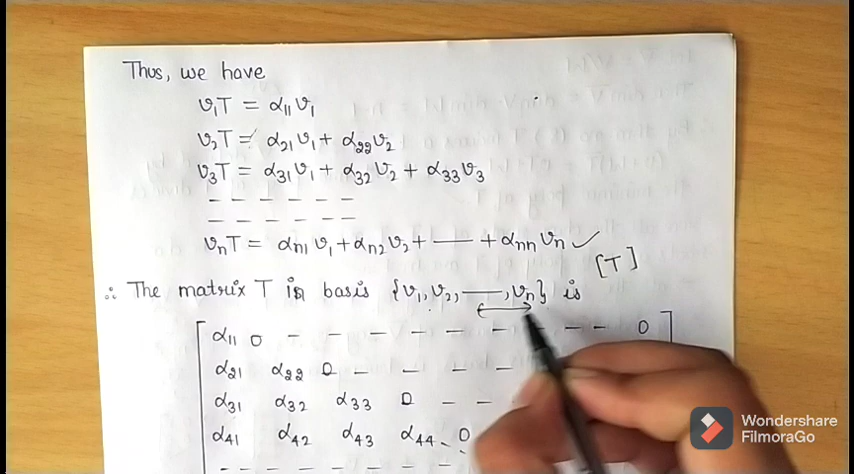 Thus, we have
v₁T = α₁₁v₁
v₂T = α₂₁v₁ + α₂₂v₂
v₃T = α₃₁v₁ + α₃₂v₂ + α₃₃v₃
– – – – – –
– – – – – –
vₙT = αₙ₁v₁ + αₙ₂v₂ + — + αₙₙvₙ ✓
[T]
∴ The matrix T in basis {v₁, v₂, —, vₙ} is
α₁₁ 0 – – – – – – – – 0
α₂₁ α₂₂ 0 – – – –
α₃₁ α₃₂ α₃₃ 0 – – –
α₄₁ α₄₂ α₄₃ α₄₄ 0
– – – – – – – –
Wondershare
FilmoraGo